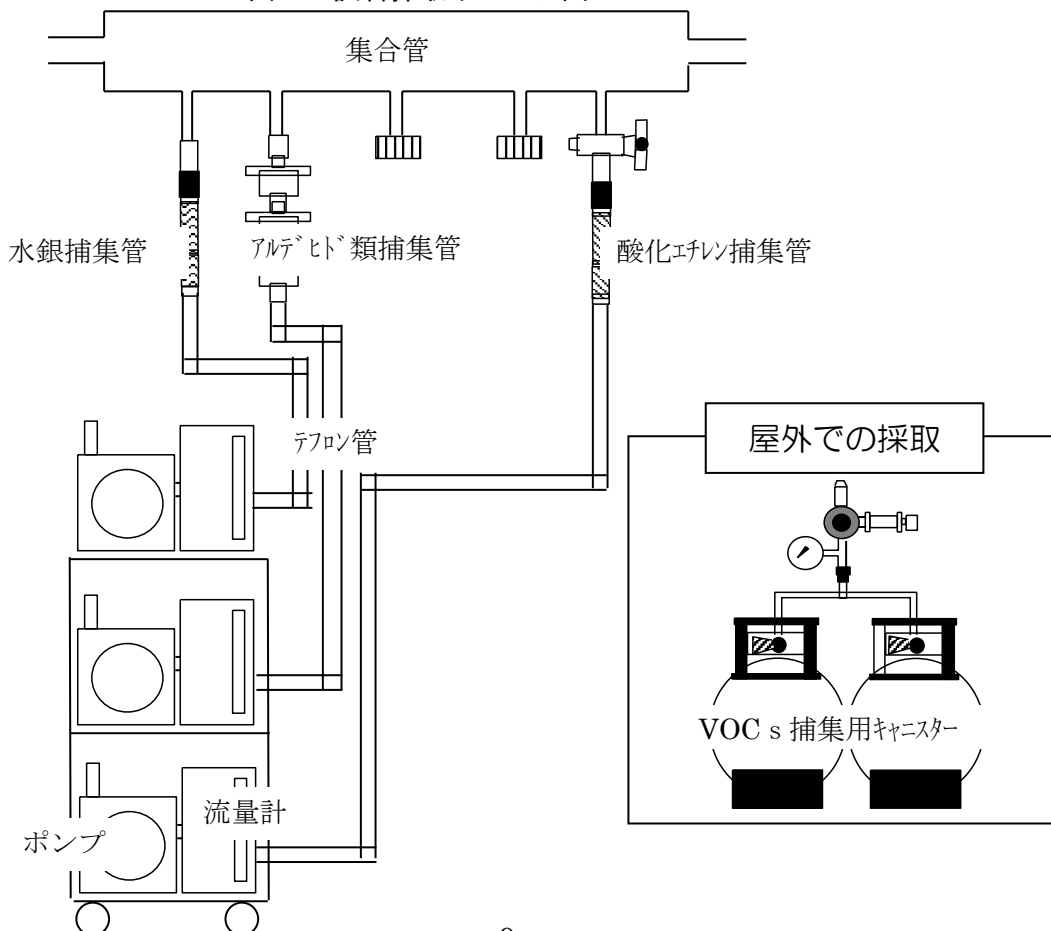 集合管
水銀捕集管
ｱﾙﾃﾞﾋﾄﾞ類捕集管
酸化ｴﾁﾚﾝ捕集管
ﾃﾌﾛﾝ管
屋外での採取
VOCｓ捕集用ｷｬﾆｽﾀｰ
流量計
ポンプ